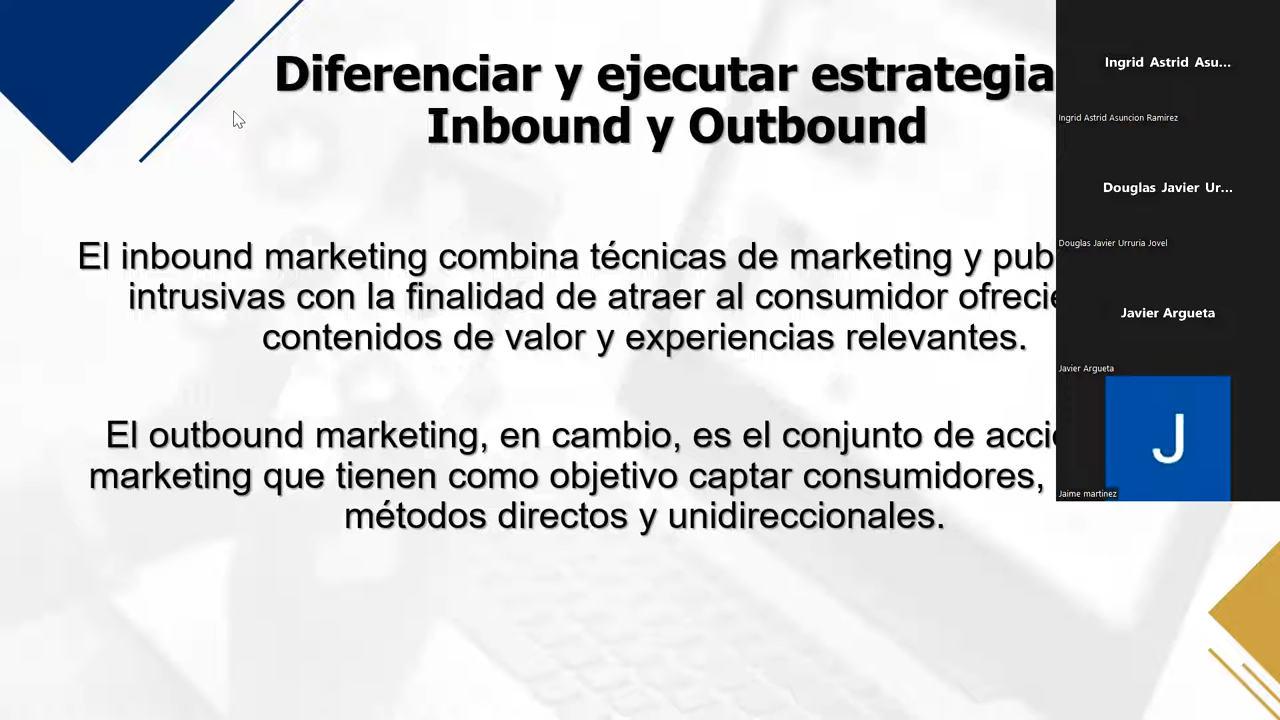 Diferenciar y ejecutar estrategia
Inbound y Outbound
El inbound marketing combina técnicas de marketing y pub
intrusivas con la finalidad de atraer al consumidor ofrecie
contenidos de valor y experiencias relevantes.
El outbound marketing, en cambio, es el conjunto de acci
marketing que tienen como objetivo captar consumidores,
métodos directos y unidireccionales.
Ingrid Astrid Asu...
Ingrid Astrid Asuncion Ramirez
Douglas Javier Ur...
Douglas Javier Urruria Jovel
Javier Argueta
Javier Argueta
J
Jaime martinez